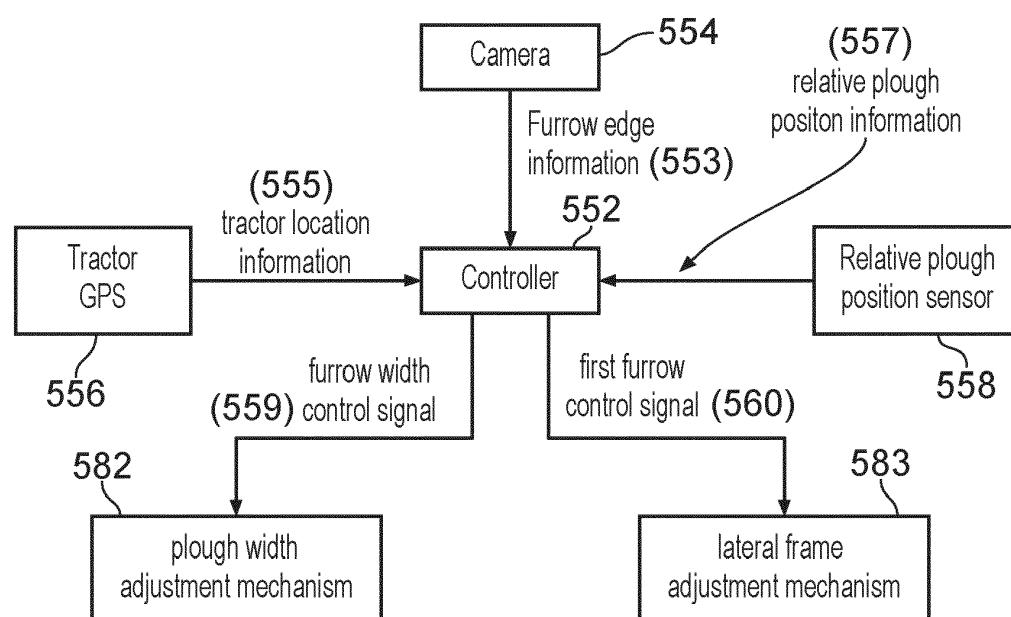 Camera
554
(557)
relative plough
positon information
Furrow edge
information (553)
(555)
tractor location
information
552
Tractor
GPS
Controller
Relative plough
position sensor
556
558
furrow width
(559) control signal
first furrow
control signal (560)
582
583
plough width
adjustment mechanism
lateral frame
adjustment mechanism